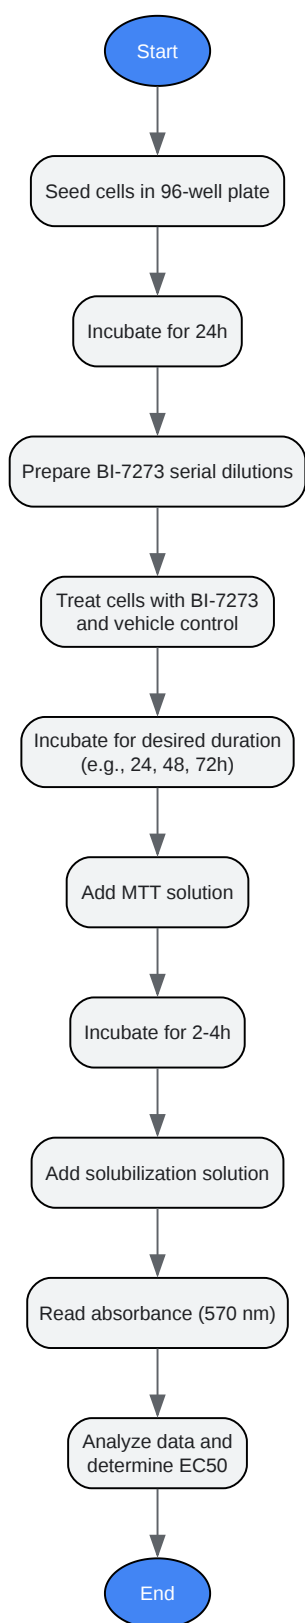 Start
Seed cells in 96-well plate
Incubate for 24h
Prepare BI-7273 serial dilutions
Treat cells with BI-7273
and vehicle control
Incubate for desired duration
(e.g., 24, 48, 72h)
Add MTT solution
Incubate for 2-4h
Add solubilization solution
Read absorbance (570 nm)
Analyze data and
determine EC50
End